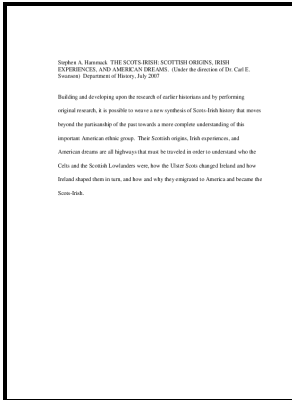 Stephen A. Hammack  THE SCOTS-IRISH: SCOTTISH ORIGINS, IRISH
EXPERIENCES, AND AMERICAN DREAMS.  (Under the direction of Dr. Carl E.
Swanson)  Department of History, July 2007
Building and developing upon the research of earlier historians and by performing
original research, it is possible to weave a new synthesis of Scots-Irish history that moves
beyond the partisanship of the past towards a more complete understanding of this
important American ethnic group.  Their Scottish origins, Irish experiences, and
American dreams are all highways that must be traveled in order to understand who the
Celts and the Scottish Lowlanders were, how the Ulster Scots changed Ireland and how
Ireland shaped them in turn, and how and why they emigrated to America and became the
Scots-Irish.